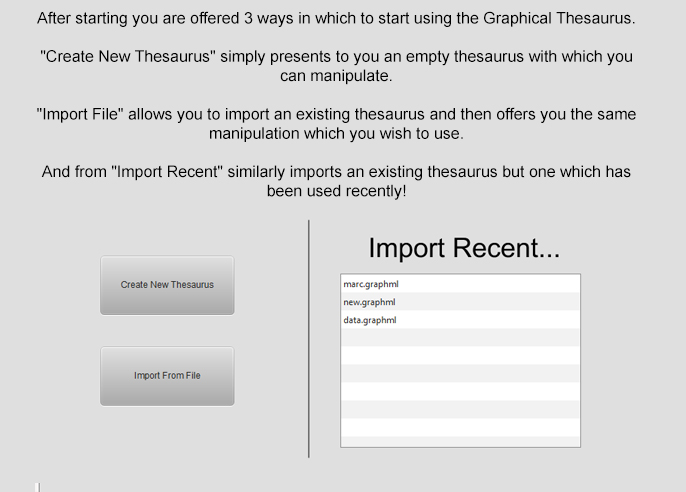 After starting you are offered 3 ways in which to start using the Graphical Thesaurus.
"Create New Thesaurus" simply presents to you an empty thesaurus with which you
can manipulate.
"Import File" allows you to import an existing thesaurus and then offers you the same
manipulation which you wish to use.
And from "Import Recent" similarly imports an existing thesaurus but one which has
been used recently!
Create New Thesaurus
Import From File
Import Recent...
marc.graphml
new.graphml
data.graphml